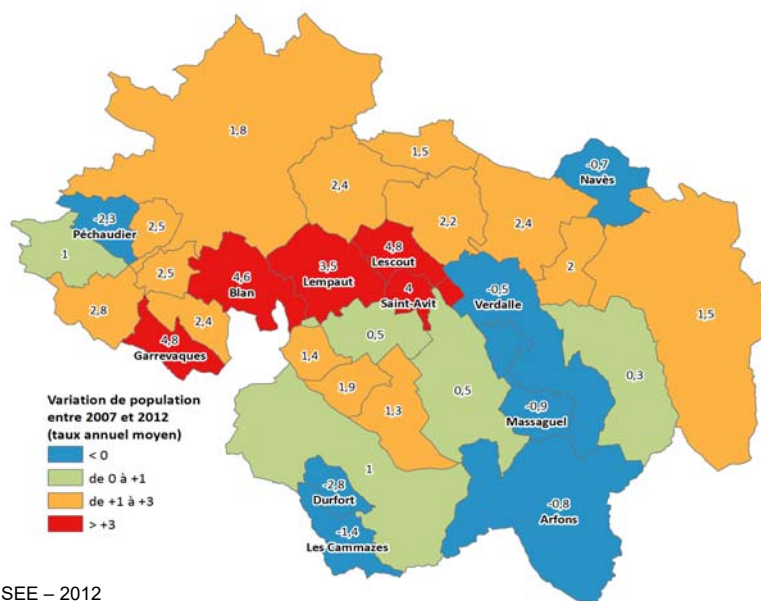 1,8
1,5
-0,7
Navès
2,4
-2,3
Péchaudier
2,5
2,2
2,4
1
2,5
4,6
Blan
3,5
Lempaut
4,8
Lescout
2
4
Saint-Avit
-0,5
Verdalle
2,8
2,4
4,8
Garrevaques
0,5
1,5
1,4
1,9
1,3
0,5
0,3
-0,9
Massaguel
1
-2,8
Durfort
-1,4
Les Cammazes
-0,8
Arfons
Variation de population
entre 2007 et 2012
(taux annuel moyen)
< 0
de 0 à +1
de +1 à +3
> +3
SEE – 2012